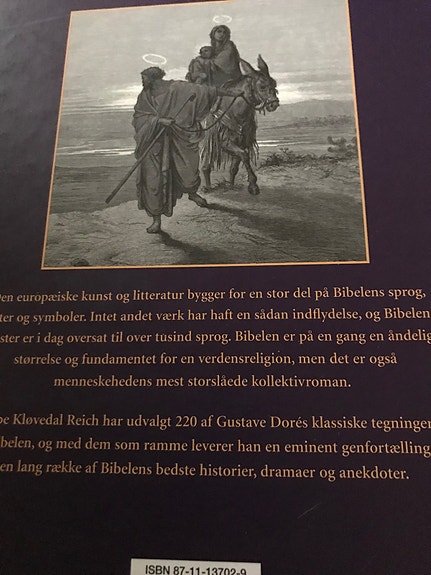 en europæiske kunst og litteratur bygger for en stor del på Bibelens sprog,
ter og symboler. Intet andet værk har haft en sådan indflydelse, og Bibelen
ster er i dag oversat til over tusind sprog. Bibelen er på en gang en åndelig
størrelse og fundamentet for en verdensreligion, men det er også
menneskehedens mest storslåede kollektivroman.
be Kløvedal Reich har udvalgt 220 af Gustave Dorés klassiske tegninger
belen, og med dem som ramme leverer han en eminent genfortælling
en lang række af Bibelens bedste historier, dramaer og anekdoter.
ISBN 87-11-13702-9